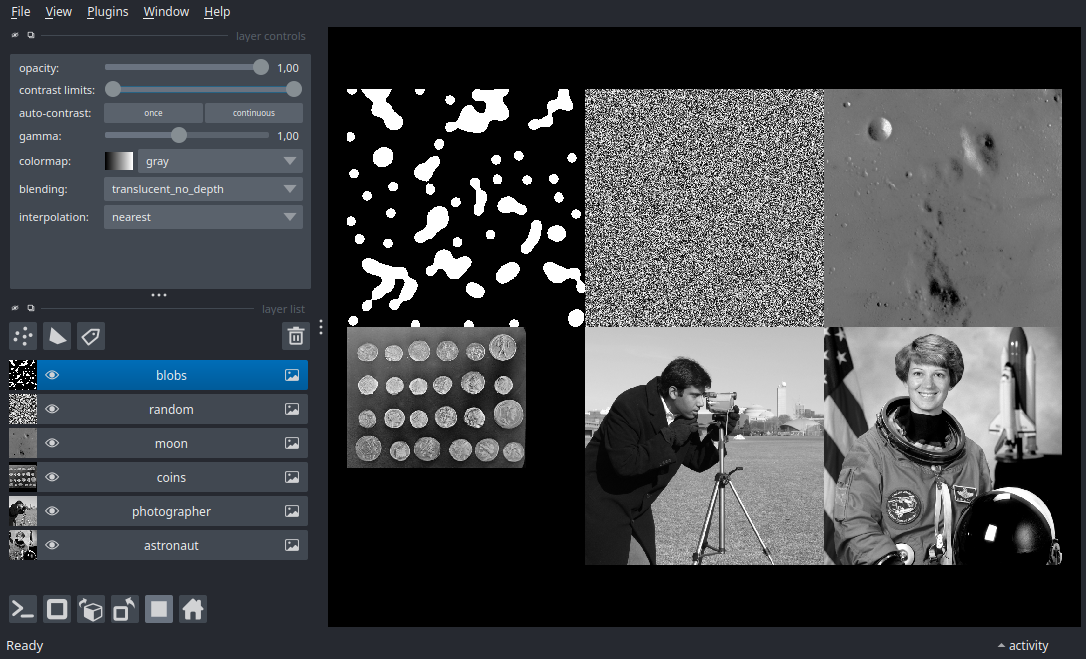 File View Plugins Window Help
layer controls
opacity: 1,00
contrast limits:
auto-contrast: once continuous
gamma: 1,00
colormap: gray
blending: translucent_no_depth
interpolation: nearest
layer list
blobs
random
moon
coins
photographer
astronaut
Ready activity